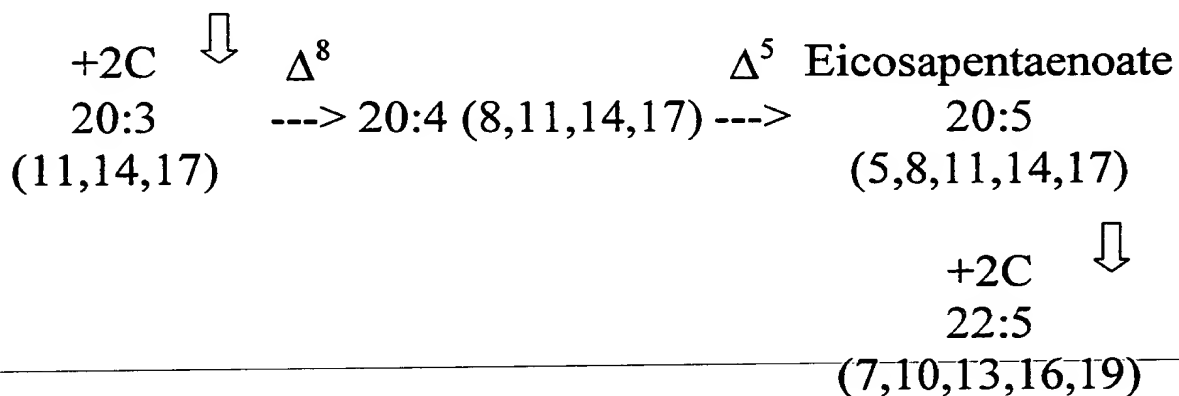 +2C Δ⁸ Δ⁵ Eicosapentaenoate
20:3 ---> 20:4 (8,11,14,17) ---> 20:5
(11,14,17) (5,8,11,14,17)
+2C
22:5
(7,10,13,16,19)